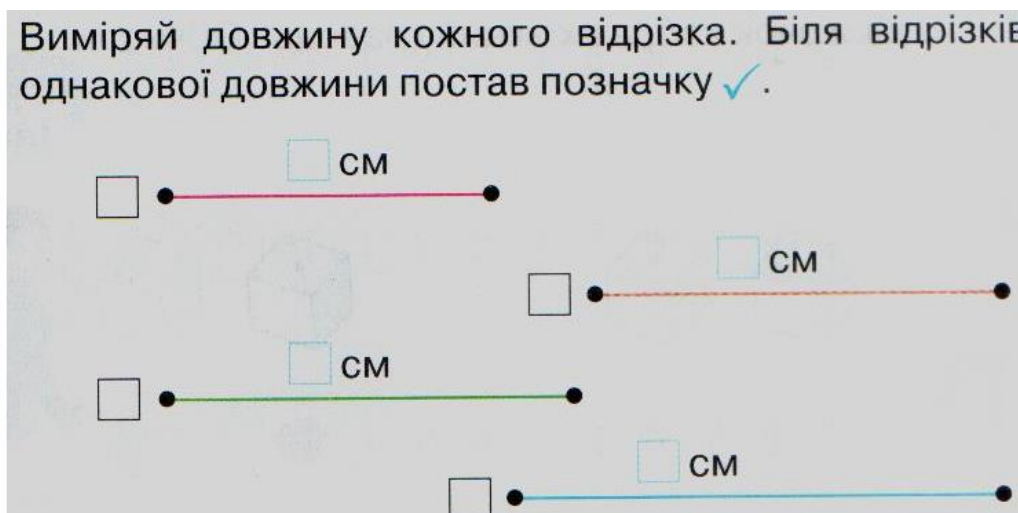 Виміряй довжину кожного відрізка. Біля відрізків
однакової довжини постав позначку ✓.
см
см
см
см